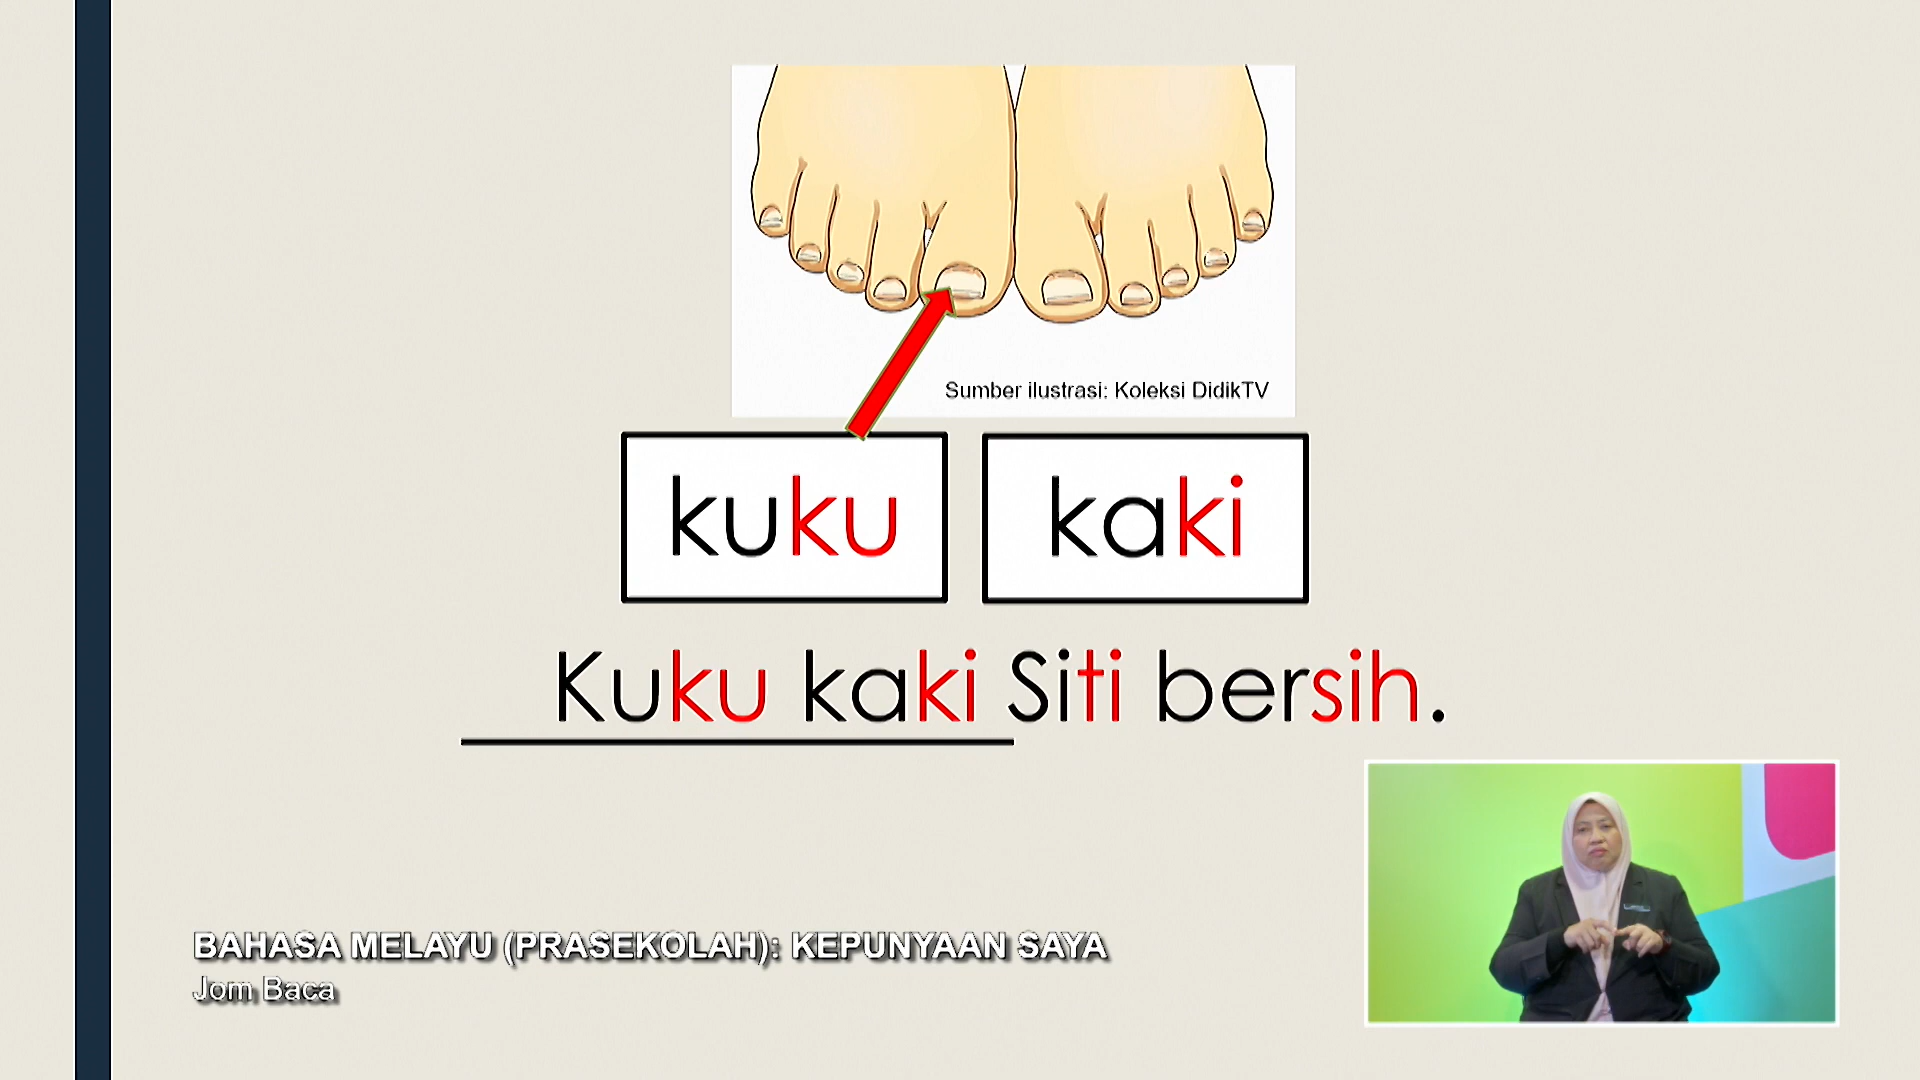 Sumber ilustrasi: Koleksi DidikTV
kuku kaki
Kuku kaki Siti bersih.
BAHASA MELAYU (PRASEKOLAH): KEPUNYAAN SAYA
Jom Baca